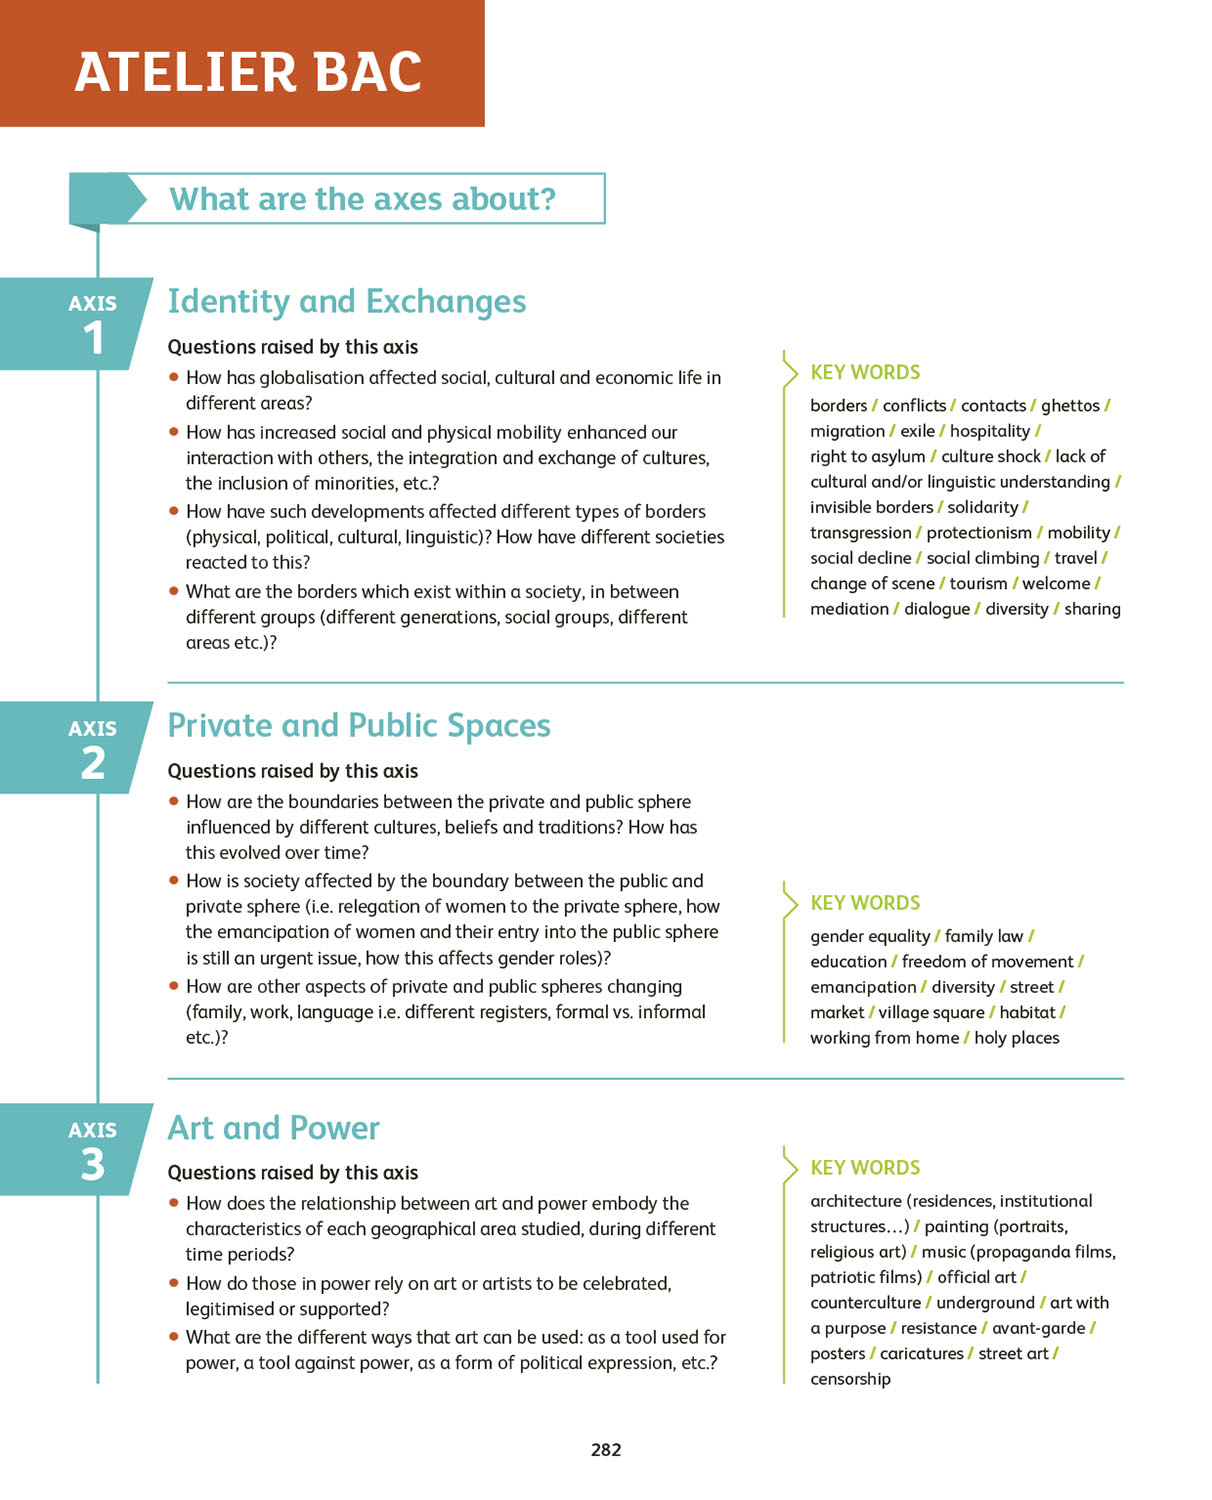 ATELIER BAC
What are the axes about?
AXIS
1
Identity and Exchanges
Questions raised by this axis
• How has globalisation affected social, cultural and economic life in
different areas?
• How has increased social and physical mobility enhanced our
interaction with others, the integration and exchange of cultures,
the inclusion of minorities, etc.?
• How have such developments affected different types of borders
(physical, political, cultural, linguistic)? How have different societies
reacted to this?
• What are the borders which exist within a society, in between
different groups (different generations, social groups, different
areas etc.)?
KEY WORDS
borders / conflicts / contacts / ghettos /
migration / exile / hospitality /
right to asylum / culture shock / lack of
cultural and/or linguistic understanding /
invisible borders / solidarity /
transgression / protectionism / mobility /
social decline / social climbing / travel /
change of scene / tourism / welcome /
mediation / dialogue / diversity / sharing
AXIS
2
Private and Public Spaces
Questions raised by this axis
• How are the boundaries between the private and public sphere
influenced by different cultures, beliefs and traditions? How has
this evolved over time?
• How is society affected by the boundary between the public and
private sphere (i.e. relegation of women to the private sphere, how
the emancipation of women and their entry into the public sphere
is still an urgent issue, how this affects gender roles)?
• How are other aspects of private and public spheres changing
(family, work, language i.e. different registers, formal vs. informal
etc.)?
KEY WORDS
gender equality / family law /
education / freedom of movement /
emancipation / diversity / street /
market / village square / habitat /
working from home / holy places
AXIS
3
Art and Power
Questions raised by this axis
• How does the relationship between art and power embody the
characteristics of each geographical area studied, during different
time periods?
• How do those in power rely on art or artists to be celebrated,
legitimised or supported?
• What are the different ways that art can be used: as a tool used for
power, a tool against power, as a form of political expression, etc.?
KEY WORDS
architecture (residences, institutional
structures…) / painting (portraits,
religious art) / music (propaganda films,
patriotic films) / official art /
counterculture / underground / art with
a purpose / resistance / avant-garde /
posters / caricatures / street art /
censorship
282